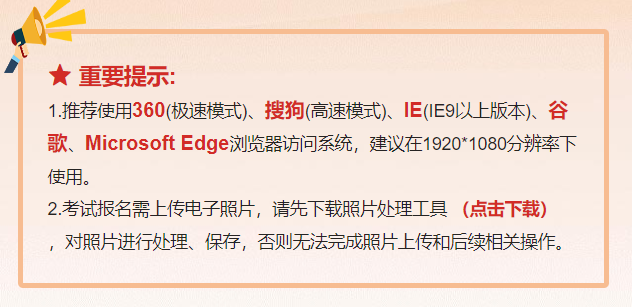 ★ 重要提示:
1.推荐使用360(极速模式)、搜狗(高速模式)、IE(IE9以上版本)、谷
歌、Microsoft Edge浏览器访问系统，建议在1920*1080分辨率下
使用。
2.考试报名需上传电子照片，请先下载照片处理工具 （点击下载）
，对照片进行处理、保存，否则无法完成照片上传和后续相关操作。